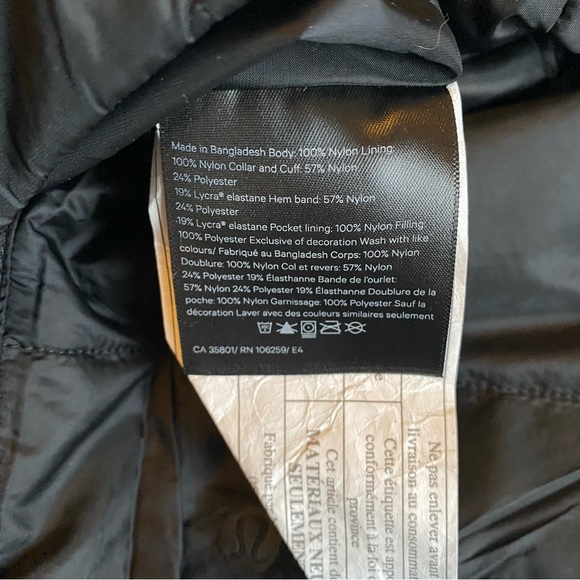 Made in Bangladesh Body: 100% Nylon Lining:
100% Nylon Collar and Cuff: 57% Nylon
24% Polyester
19% Lycra® elastane Hem band: 57% Nylon
24% Polyester
19% Lycra® elastane Pocket lining: 100% Nylon Filling:
100% Polyester Exclusive of decoration Wash with like
colours/ Fabriqué au Bangladesh Corps: 100% Nylon
Doublure: 100% Nylon Col et revers: 57% Nylon
24% Polyester 19% Élasthanne Bande de l'ourlet:
57% Nylon 24% Polyester 19% Élasthanne Doublure de la
poche: 100% Nylon Garnissage: 100% Polyester Sauf la
décoration Laver avec des couleurs similaires seulement
CA 35801/ RN 106259/ E4
Ne pas enlever avant
livraison au consomma
Cette étiquette est app
conformément à la loi
province
Cet article contient de
MATÉRIAUX NEU
SEULEMEN
Fabriqué p